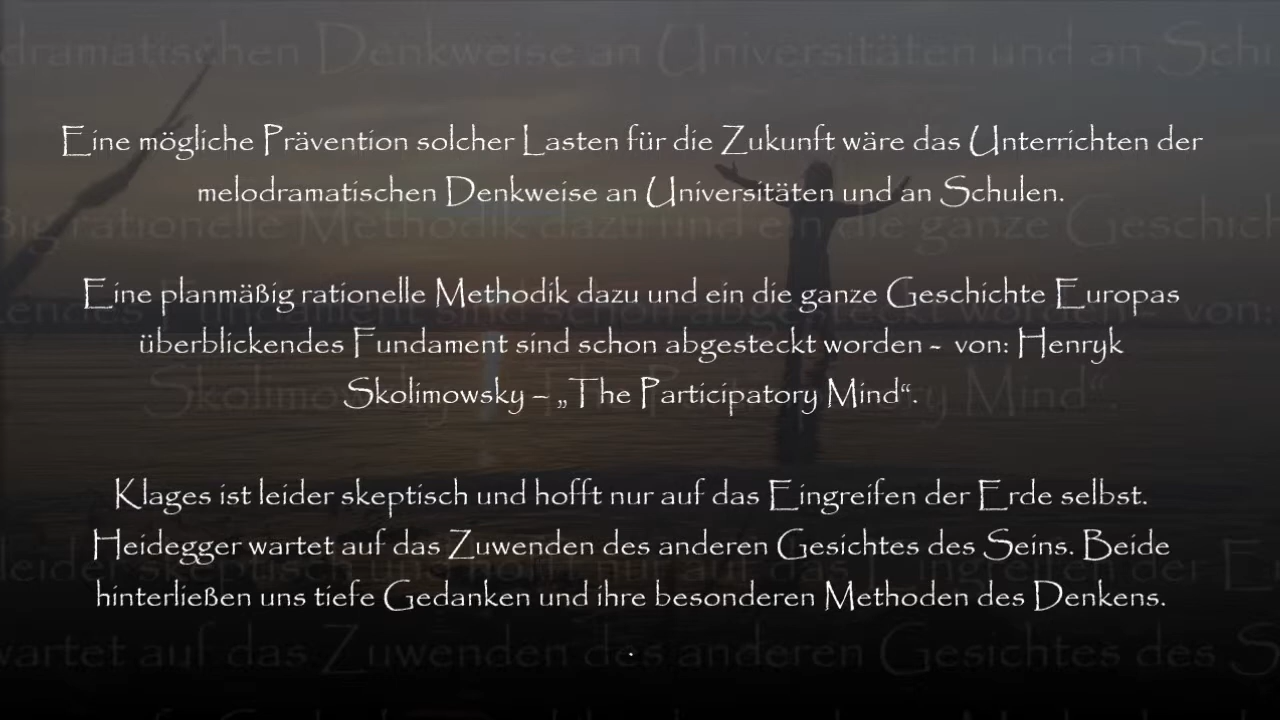 Eine mögliche Prävention solcher Lasten für die Zukunft wäre das Unterrichten der
melodramatischen Denkweise an Universitäten und an Schulen.
Eine planmäßig rationelle Methodik dazu und ein die ganze Geschichte Europas
überblickendes Fundament sind schon abgesteckt worden - von: Henryk
Skolimowsky – „The Participatory Mind“.
Klages ist leider skeptisch und hofft nur auf das Eingreifen der Erde selbst.
Heidegger wartet auf das Zuwenden des anderen Gesichtes des Seins. Beide
hinterließen uns tiefe Gedanken und ihre besonderen Methoden des Denkens.
.